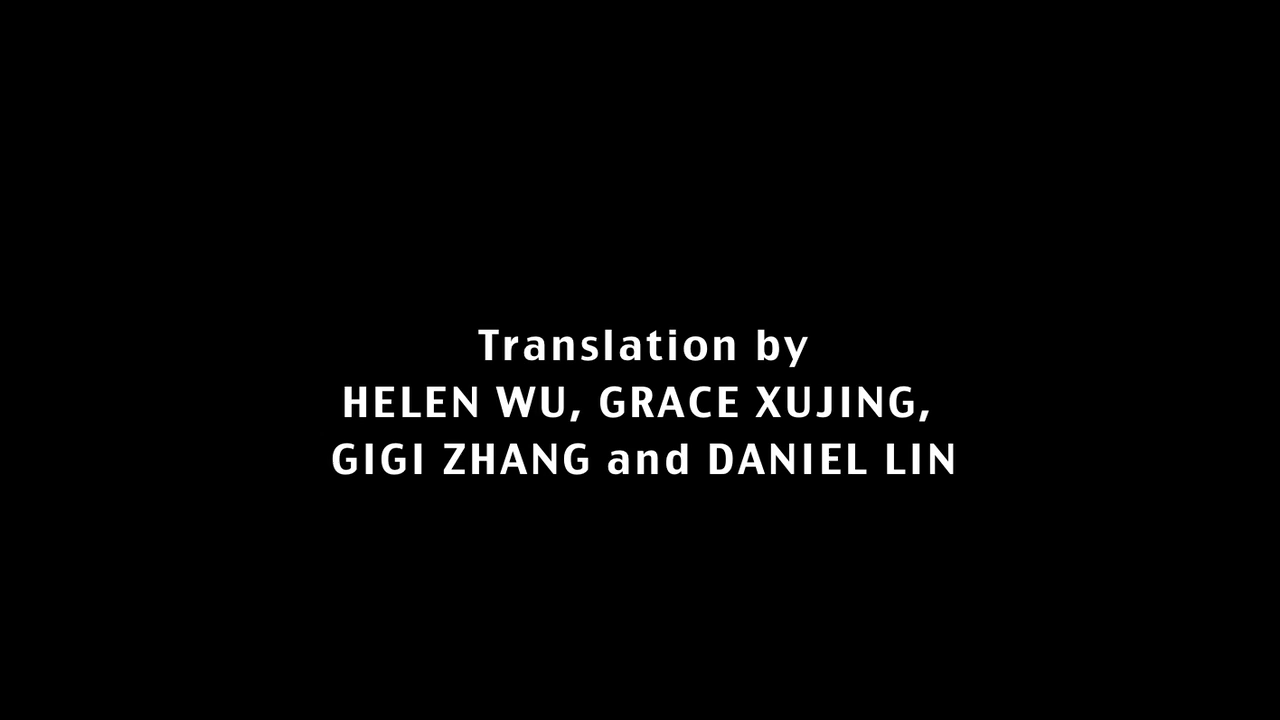 Translation by
HELEN WU, GRACE XUJING,
GIGI ZHANG and DANIEL LIN